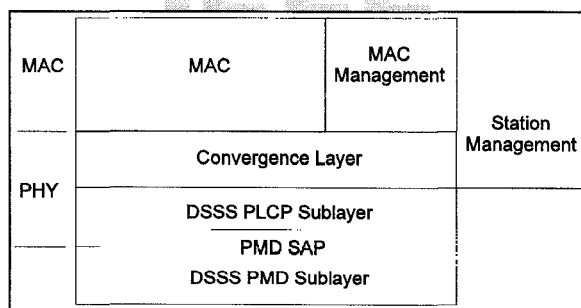 MAC
MAC
MAC
Management
Station
Management
Convergence Layer
PHY
DSSS PLCP Sublayer
PMD SAP
DSSS PMD Sublayer